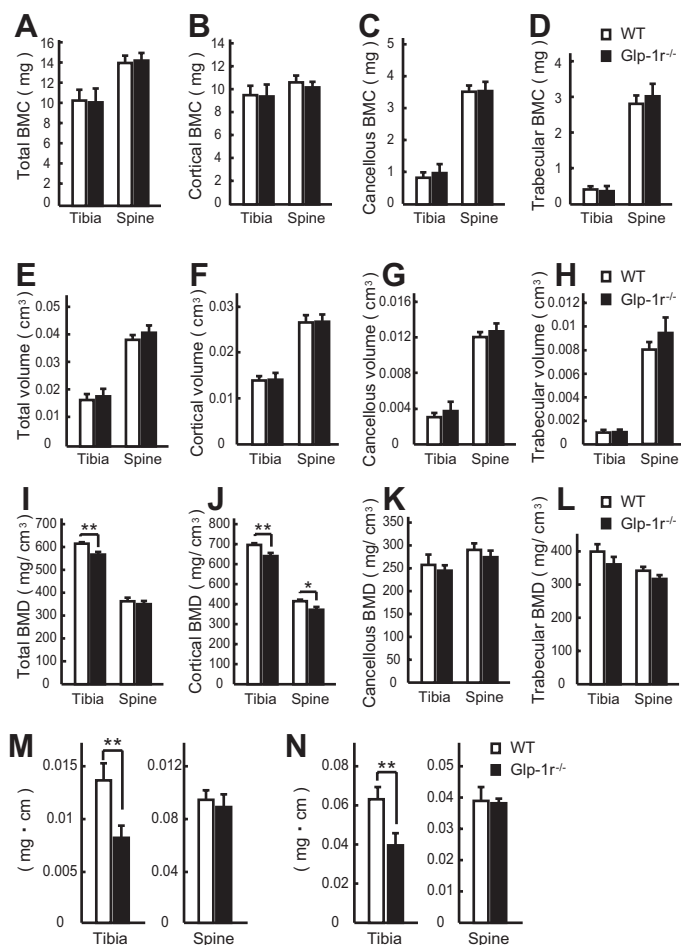 A
Total BMC ( mg )
16
14
12
10
8
6
4
2
0
Tibia Spine
B
Cortical BMC ( mg )
16
14
12
10
8
6
4
2
0
Tibia Spine
C
Cancellous BMC ( mg )
5
4
3
2
1
0
Tibia Spine
D
WT
Glp-1r-/-
Trabecular BMC ( mg )
4
3
2
1
0
Tibia Spine
E
Total volume ( cm3 )
0.05
0.04
0.03
0.02
0.01
0
Tibia Spine
F
Cortical volume ( cm3 )
0.03
0.02
0.01
0
Tibia Spine
G
Cancellous volume ( cm3 )
0.016
0.012
0.008
0.004
0
Tibia Spine
H
WT
Glp-1r-/-
Trabecular volume ( cm3 )
0.012
0.01
0.008
0.006
0.004
0.002
0
Tibia Spine
I
Total BMD ( mg/ cm3 )
700
600
500
400
300
200
100
0
**
Tibia Spine
J
Cortical BMD ( mg/ cm3 )
800
700
600
500
400
300
200
100
0
**
*
Tibia Spine
K
Cancellous BMD ( mg/ cm3 )
350
300
250
200
150
100
50
0
Tibia Spine
L
WT
Glp-1r-/-
Trabecular BMD ( mg/ cm3 )
400
300
200
100
0
Tibia Spine
M
( mg · cm )
0.015
0.01
0.005
0
**
Tibia
0.012
0.08
0.04
0
Spine
N
WT
Glp-1r-/-
( mg · cm )
0.08
0.06
0.04
0.02
0
**
Tibia
0.05
0.04
0.03
0.02
0.01
0
Spine